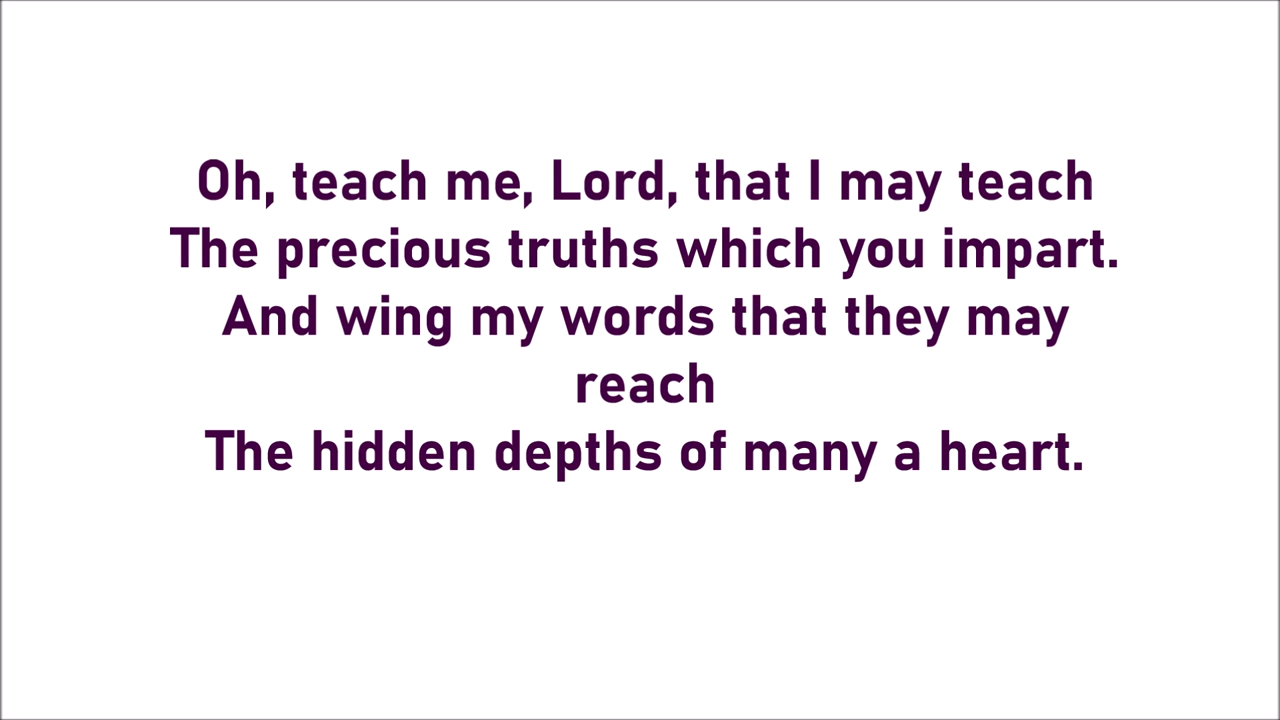 Oh, teach me, Lord, that I may teach
The precious truths which you impart.
And wing my words that they may
reach
The hidden depths of many a heart.